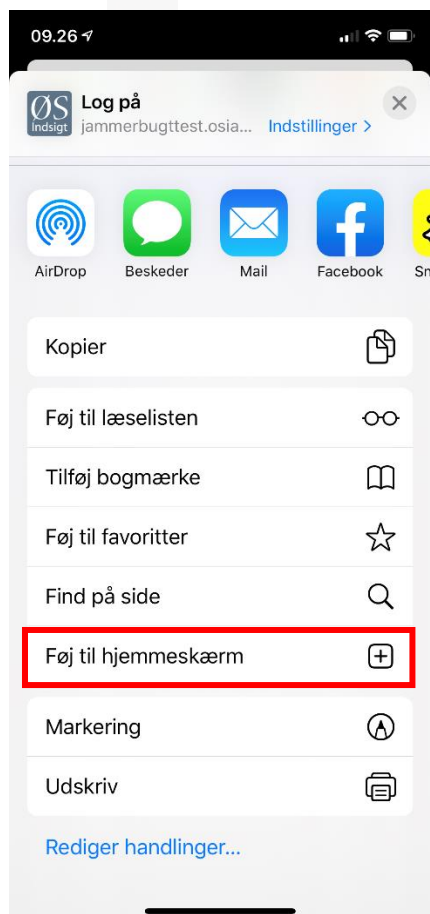 09.26
ØS
Indsigt
Log på
jammerbugttest.osia... Indstillinger >
AirDrop Beskeder Mail Facebook Sn
Kopier
Føj til læselisten
Tilføj bogmærke
Føj til favoritter
Find på side
Føj til hjemmeskærm
Markering
Udskriv
Rediger handlinger...